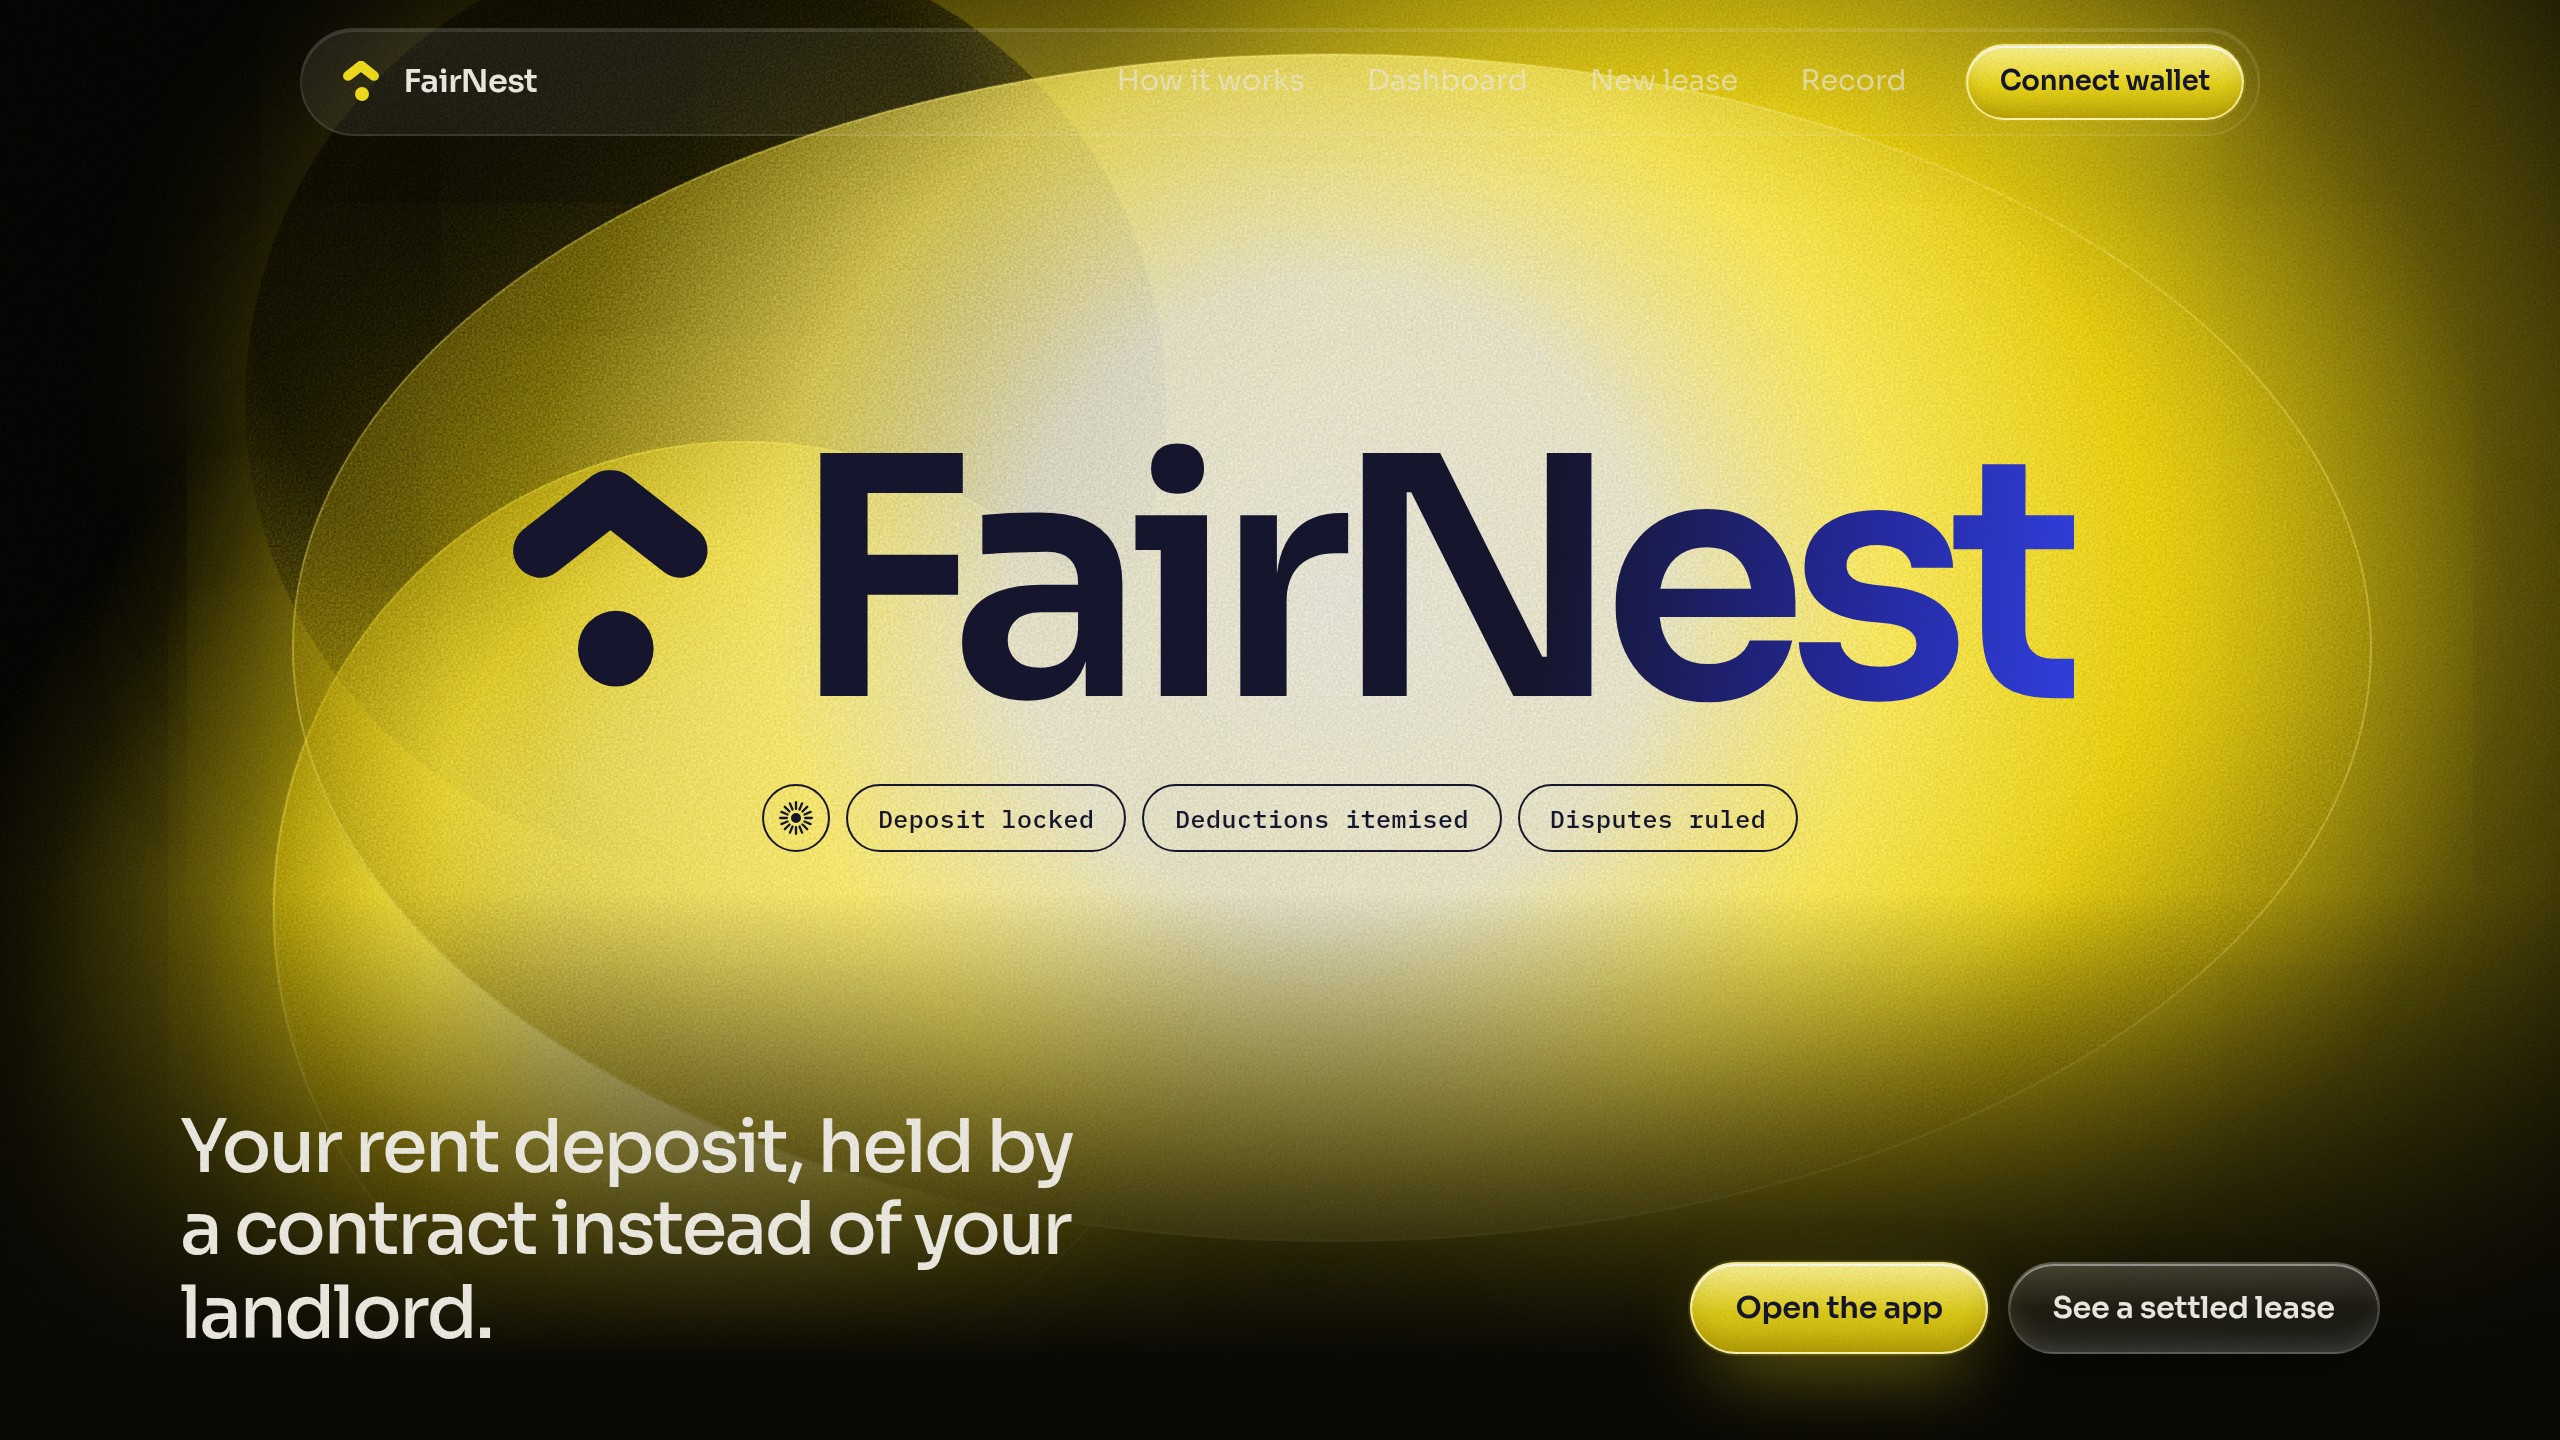 FairNest
How it works
Dashboard
New lease
Record
Connect wallet
FairNest
Deposit locked
Deductions itemised
Disputes ruled
Your rent deposit, held by
a contract instead of your
landlord.
Open the app
See a settled lease